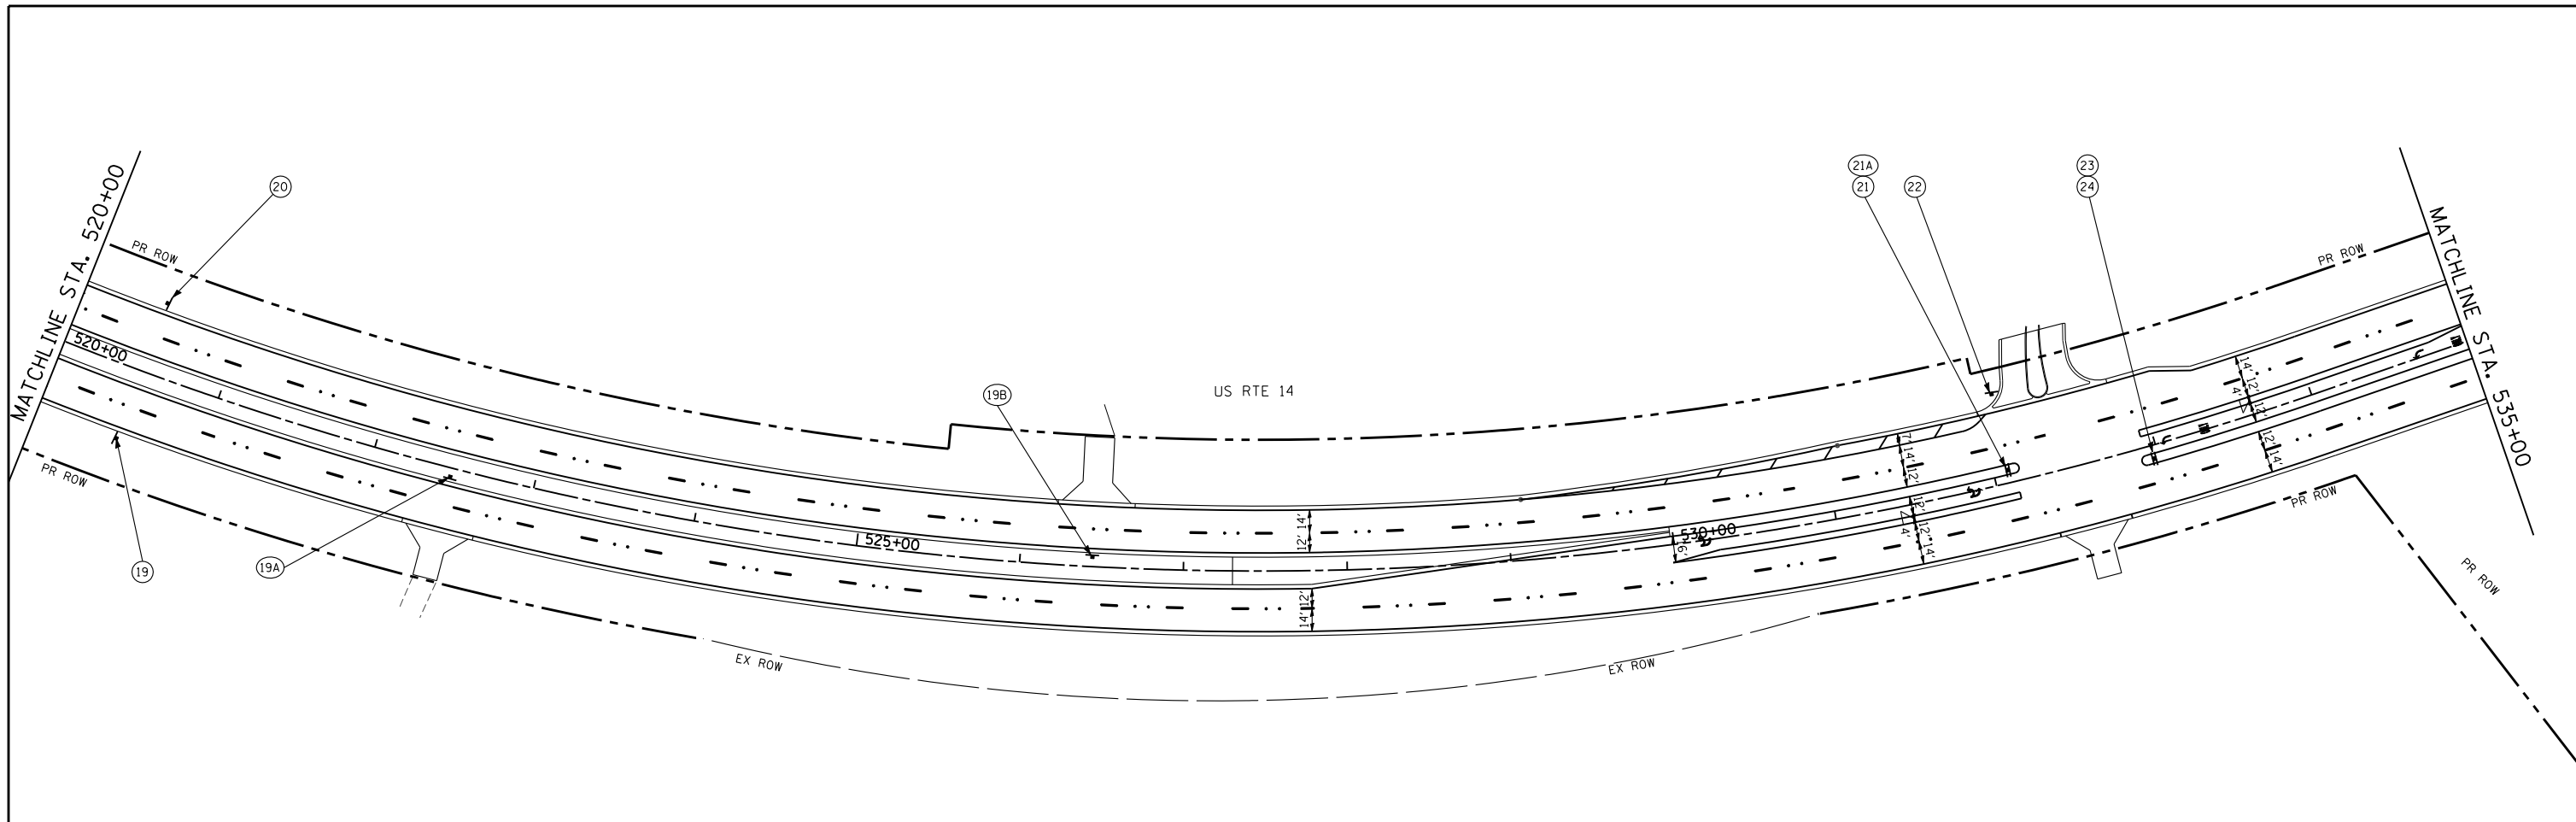 MATCHLINE STA. 520+00
PR ROW
20
19
PR ROW
520+00
19A
525+00
19B
US RTE 14
12' 14'
14' 12'
EX ROW
EX ROW
530+00
16'
21A
21
22
23
24
7'
14'
12'
12'
4'
12'
14'
14'
12'
4'
12'
12'
14'
PR ROW
PR ROW
PR ROW
MATCHLINE STA. 535+00